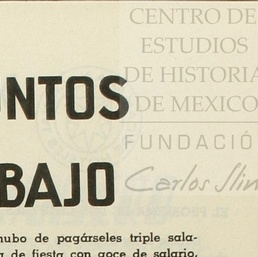 CENTRO DE
ESTUDIOS
DE HISTORIA
DE MEXICO
FUNDACIÓ
Carlos Slim
UNTOS
BAJO
hubo de pagárseles triple sala-
de fiesta con goce de salario,